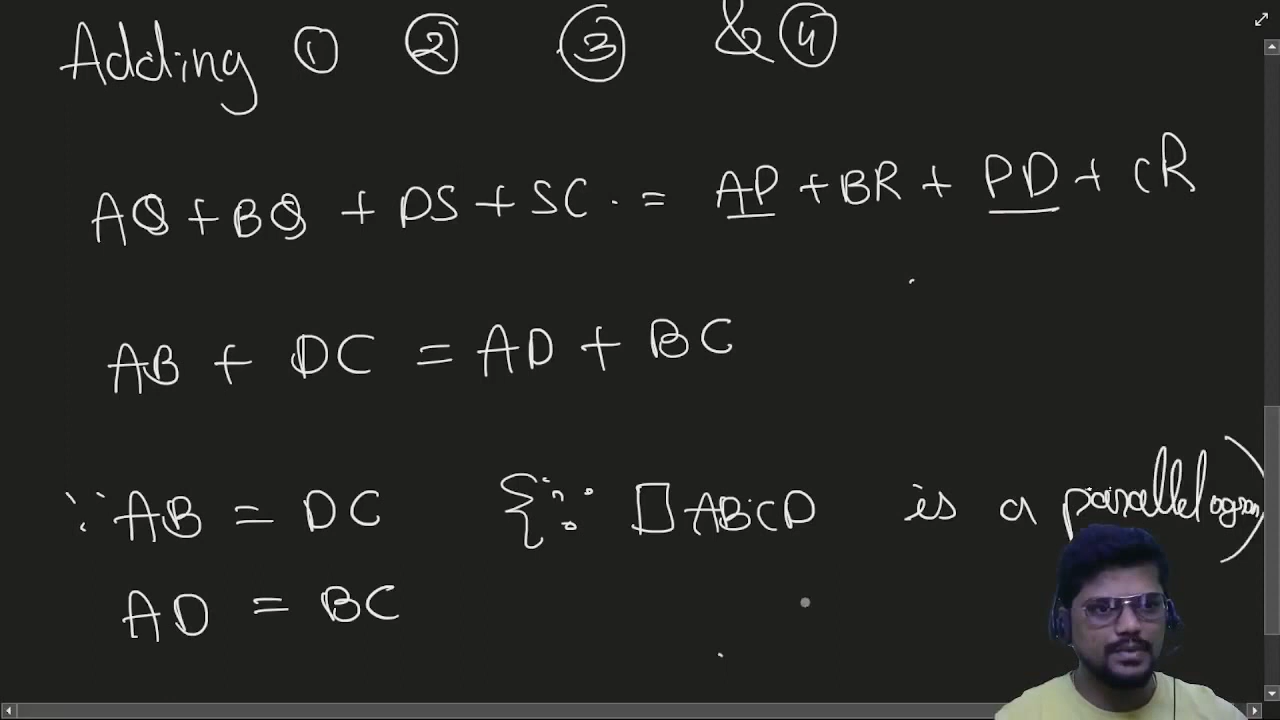 Adding ① ② ③ & ④
AQ + BQ + DS + SC = AP + BR + PD + CR
AB + DC = AD + BC
∵ AB = DC {∵ □ABCD is a parallelogram)
AD = BC